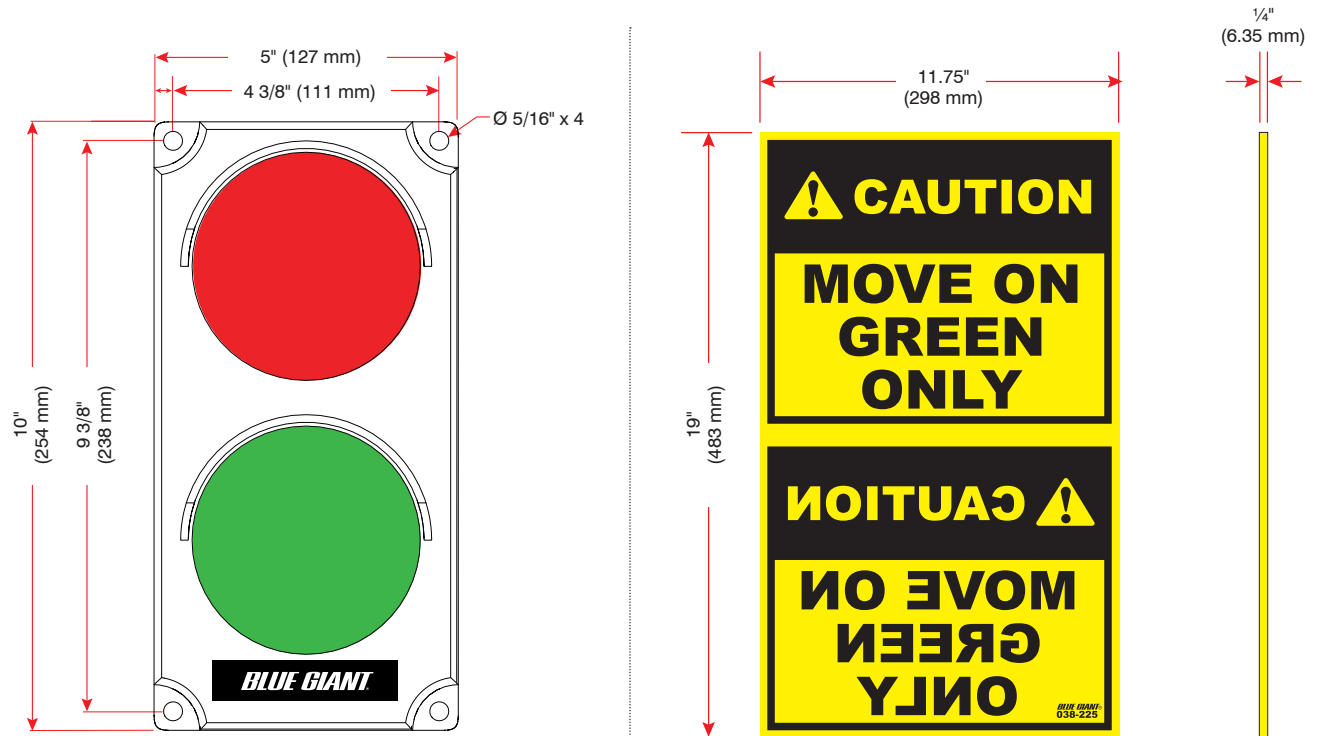 5" (127 mm)
4 3/8" (111 mm)
Ø 5/16" x 4
10"
(254 mm)
9 3/8"
(238 mm)
BLUE GIANT
11.75"
(298 mm)
¼"
(6.35 mm)
19"
(483 mm)
CAUTION
MOVE ON
GREEN
ONLY
CAUTION
MOVE ON
GREEN
ONLY
BLUE GIANT®
038-225